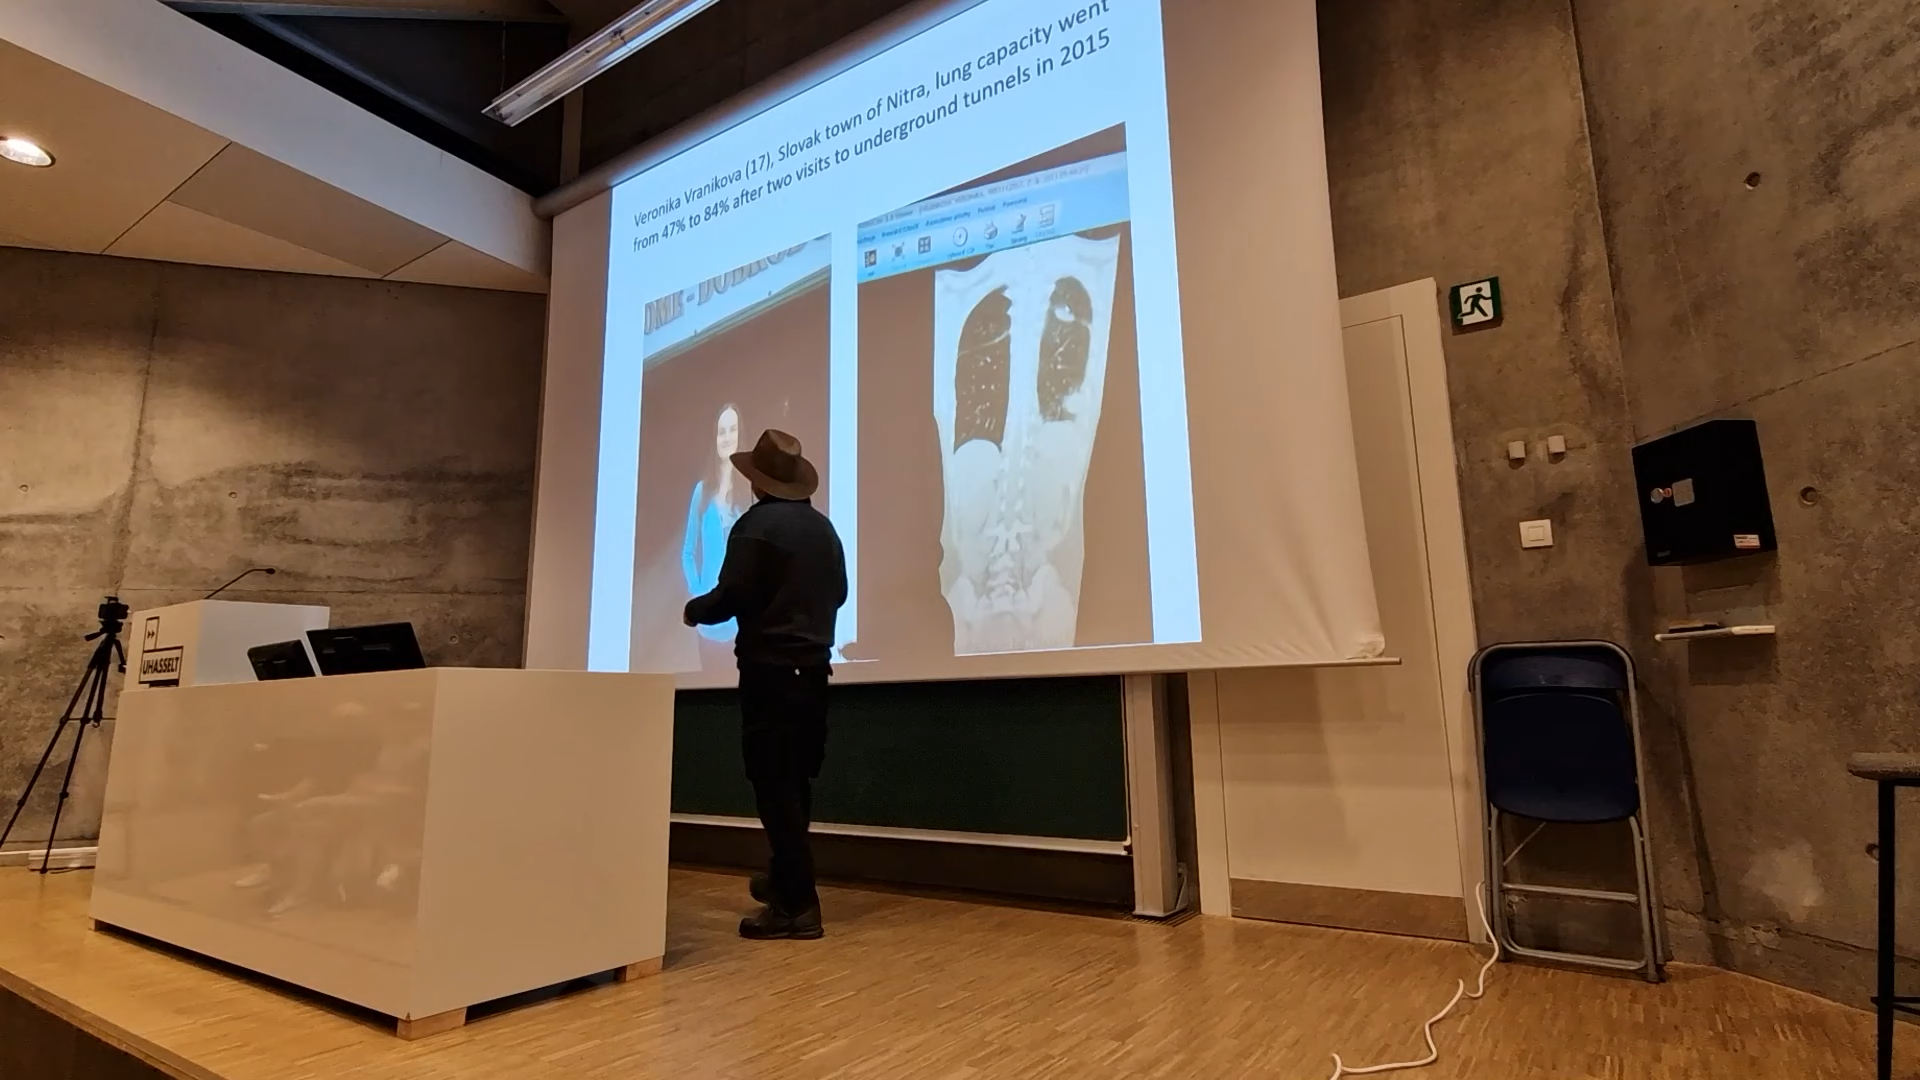 Veronika Vranikova (17), Slovak town of Nitra, lung capacity went
from 47% to 84% after two visits to underground tunnels in 2015
UHASSELT